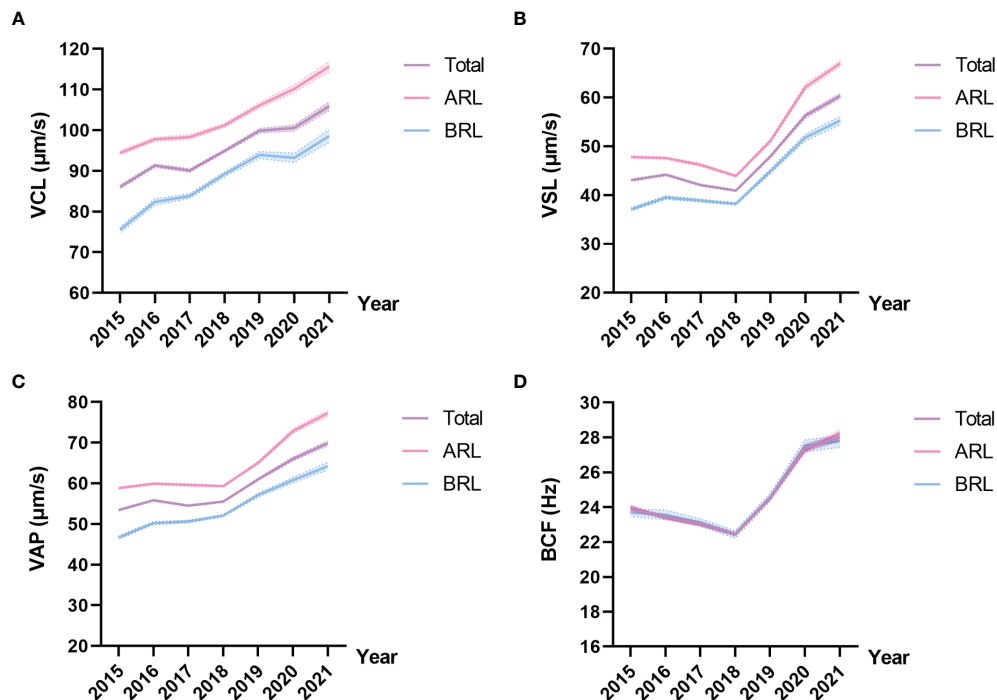 A
VCL (μm/s)
120
110
100
90
80
70
60
2015
2016
2017
2018
2019
2020
2021
Year
Total
ARL
BRL
B
VSL (μm/s)
70
60
50
40
30
20
2015
2016
2017
2018
2019
2020
2021
Year
Total
ARL
BRL
C
VAP (μm/s)
80
70
60
50
40
30
20
2015
2016
2017
2018
2019
2020
2021
Year
Total
ARL
BRL
D
BCF (Hz)
30
28
26
24
22
20
18
16
2015
2016
2017
2018
2019
2020
2021
Year
Total
ARL
BRL